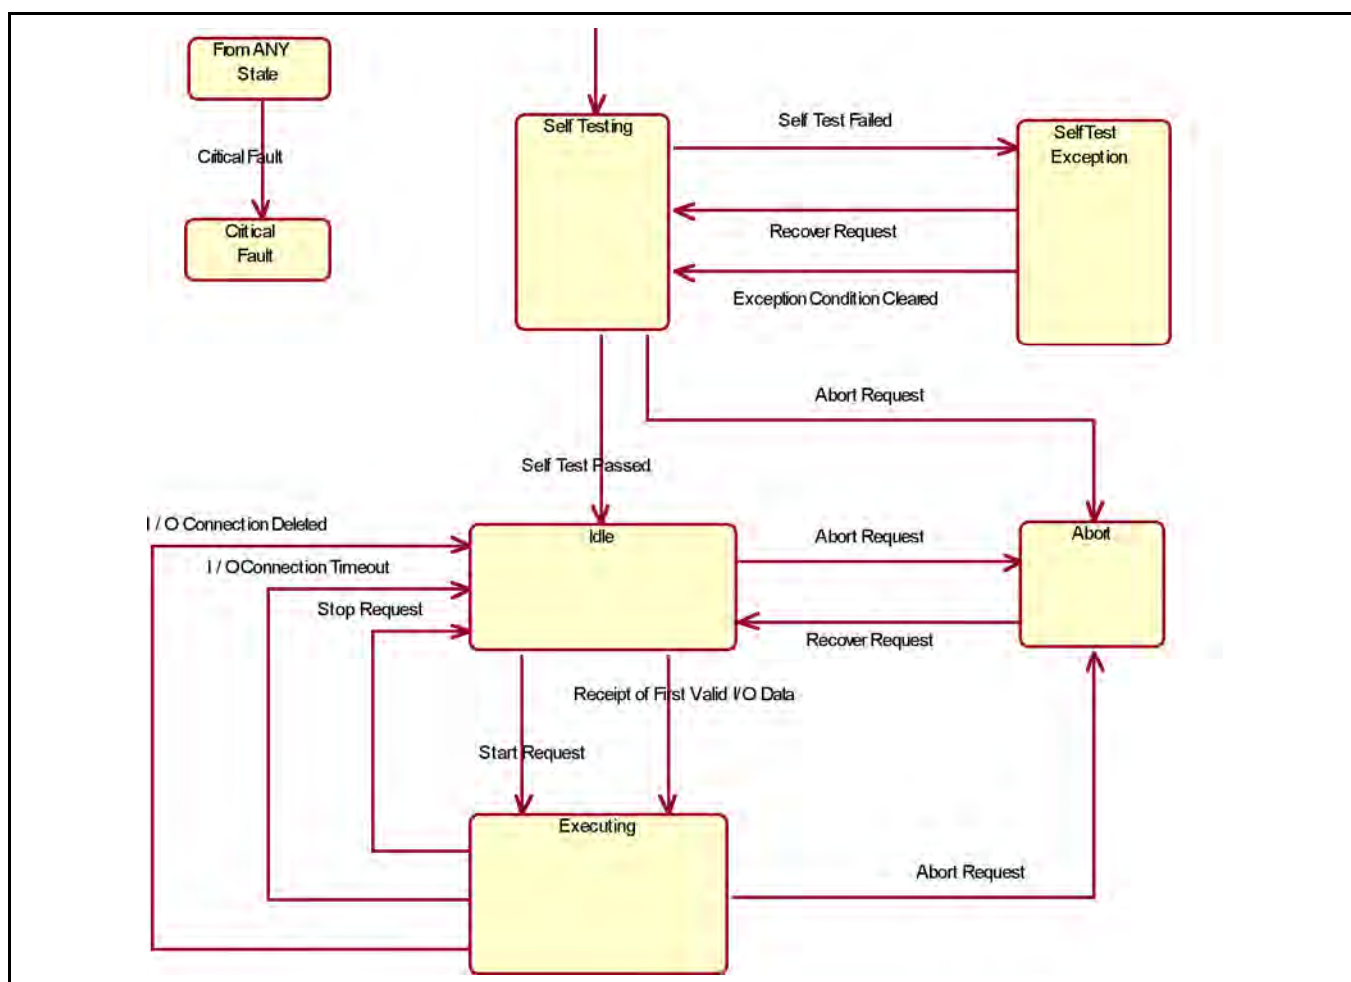 From ANY
State
Critical Fault
Critical
Fault
Self Testing
Self Test Failed
Self Test
Exception
Recover Request
Exception Condition Cleared
Abort Request
Self Test Passed
I / O Connection Deleted
I / O Connection Timeout
Stop Request
Idle
Abort Request
Abort
Recover Request
Receipt of First Valid I/O Data
Start Request
Executing
Abort Request